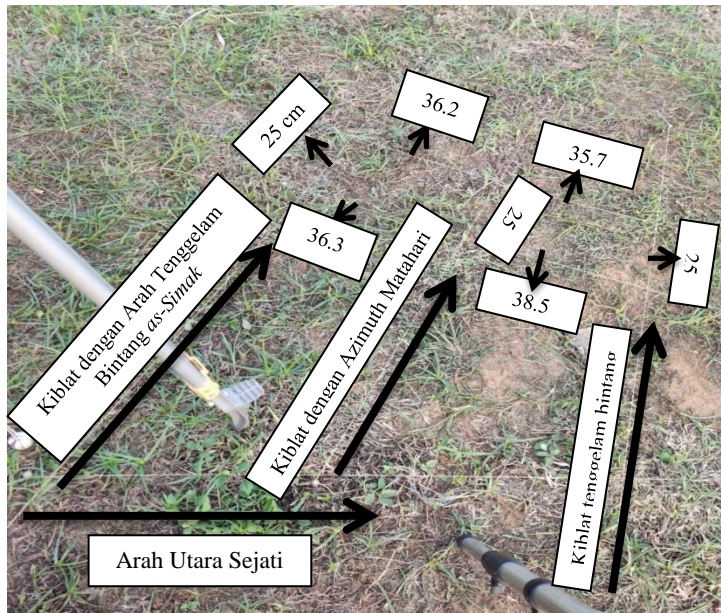 36.2
25 cm
35.7
36.3
25
25
38.5
Kiblat dengan Arah Tenggelam
Bintang as-Simak
Kiblat dengan Azimuth Matahari
Kiblat tenggelam bintang
Arah Utara Sejati